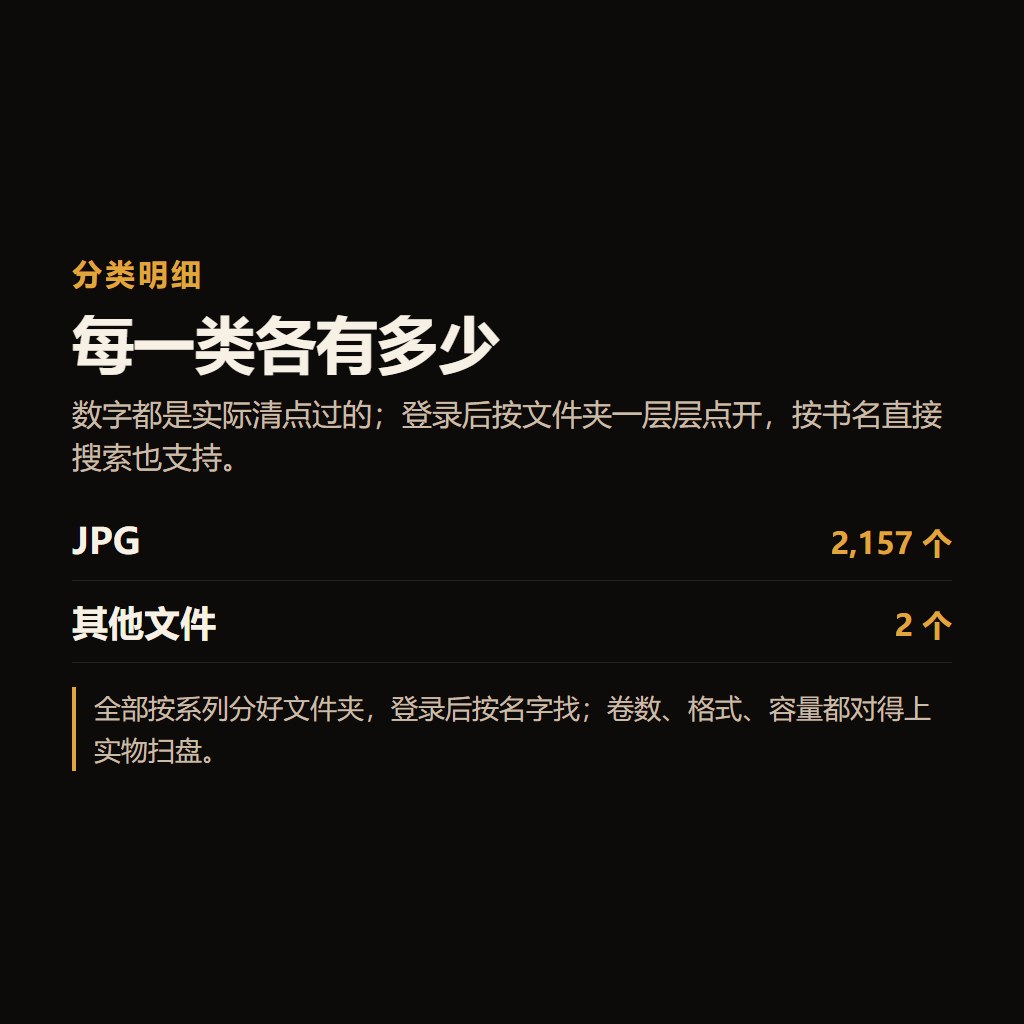 分类明细
每一类各有多少
数字都是实际清点过的；登录后按文件夹一层层点开，按书名直接
搜索也支持。
JPG 2,157 个
其他文件 2 个
全部按系列分好文件夹，登录后按名字找；卷数、格式、容量都对得上
实物扫盘。